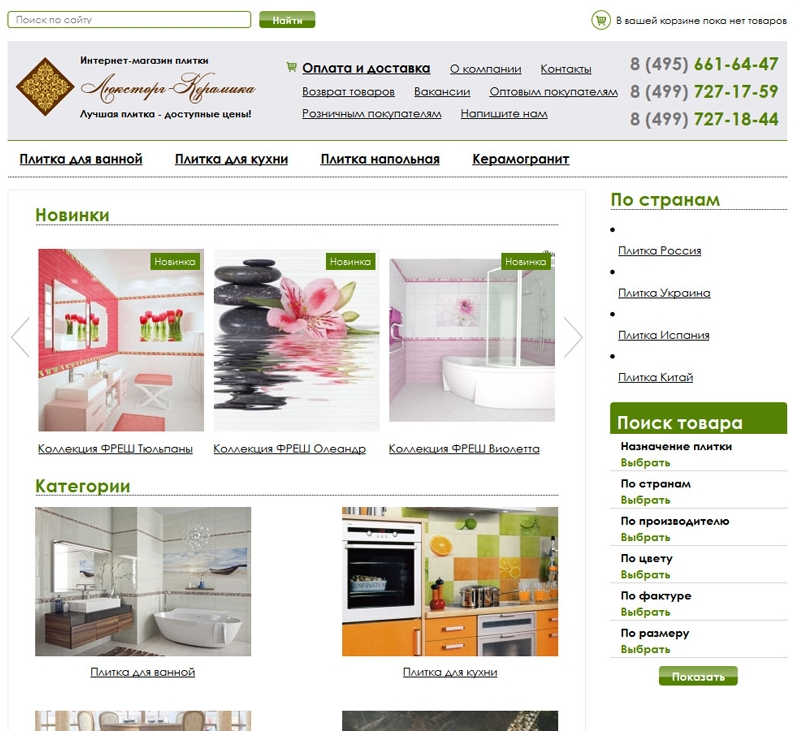 Поиск по сайту
Найти
В вашей корзине пока нет товаров
Интернет-магазин плитки
Люксторг-Керамика
Лучшая плитка - доступные цены!
Оплата и доставка О компании Контакты
Возврат товаров Вакансии Оптовым покупателям
Розничным покупателям Напишите нам
8 (495) 661-64-47
8 (499) 727-17-59
8 (499) 727-18-44
Плитка для ванной Плитка для кухни Плитка напольная Керамогранит
Новинки
Новинка Новинка Новинка
Коллекция ФРЕШ Тюльпаны Коллекция ФРЕШ Олеандр Коллекция ФРЕШ Виолетта
Категории
Плитка для ванной Плитка для кухни
По странам
Плитка Россия
Плитка Украина
Плитка Испания
Плитка Китай
Поиск товара
Назначение плитки
Выбрать
По странам
Выбрать
По производителю
Выбрать
По цвету
Выбрать
По фактуре
Выбрать
По размеру
Выбрать
Показать